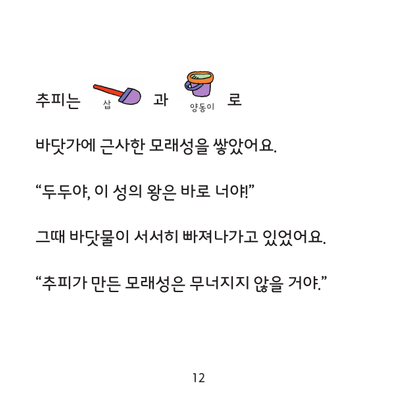 추피는 삽 과 양동이 로
바닷가에 근사한 모래성을 쌓았어요.
“두두야, 이 성의 왕은 바로 너야!”
그때 바닷물이 서서히 빠져나가고 있었어요.
“추피가 만든 모래성은 무너지지 않을 거야.”
12